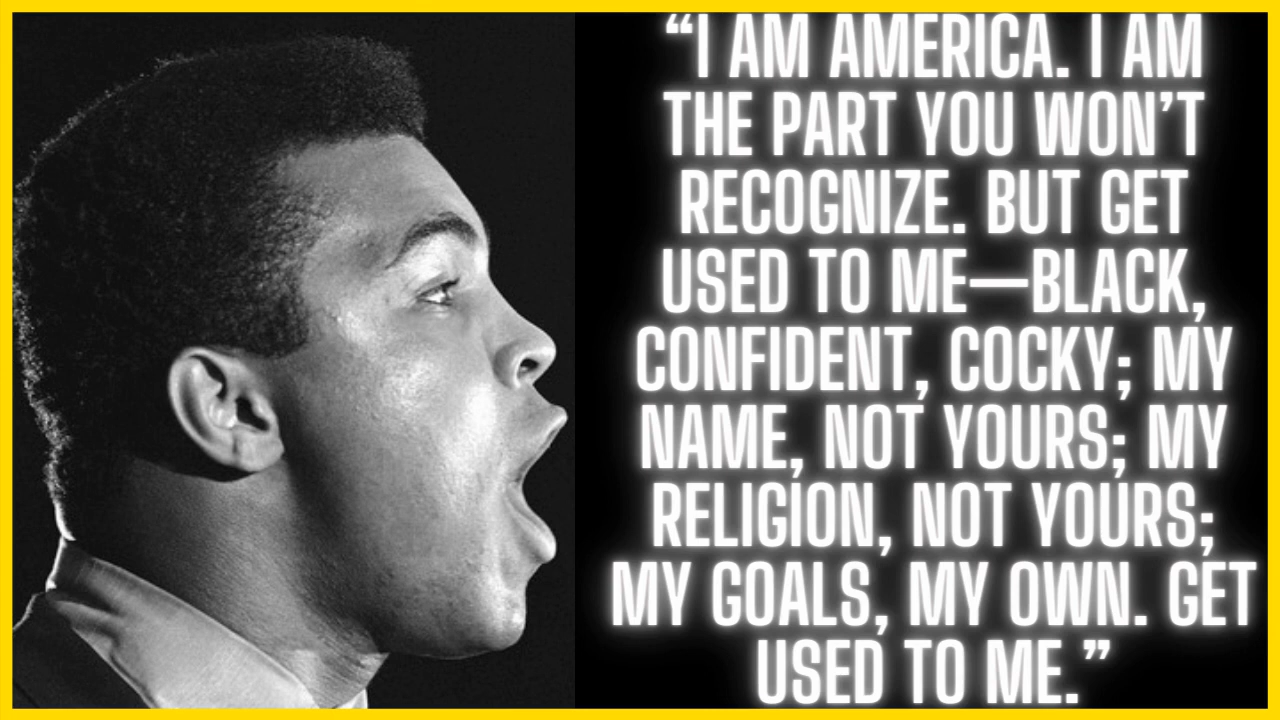 “I AM AMERICA. I AM
THE PART YOU WON’T
RECOGNIZE. BUT GET
USED TO ME—BLACK,
CONFIDENT, COCKY; MY
NAME, NOT YOURS; MY
RELIGION, NOT YOURS;
MY GOALS, MY OWN. GET
USED TO ME.”